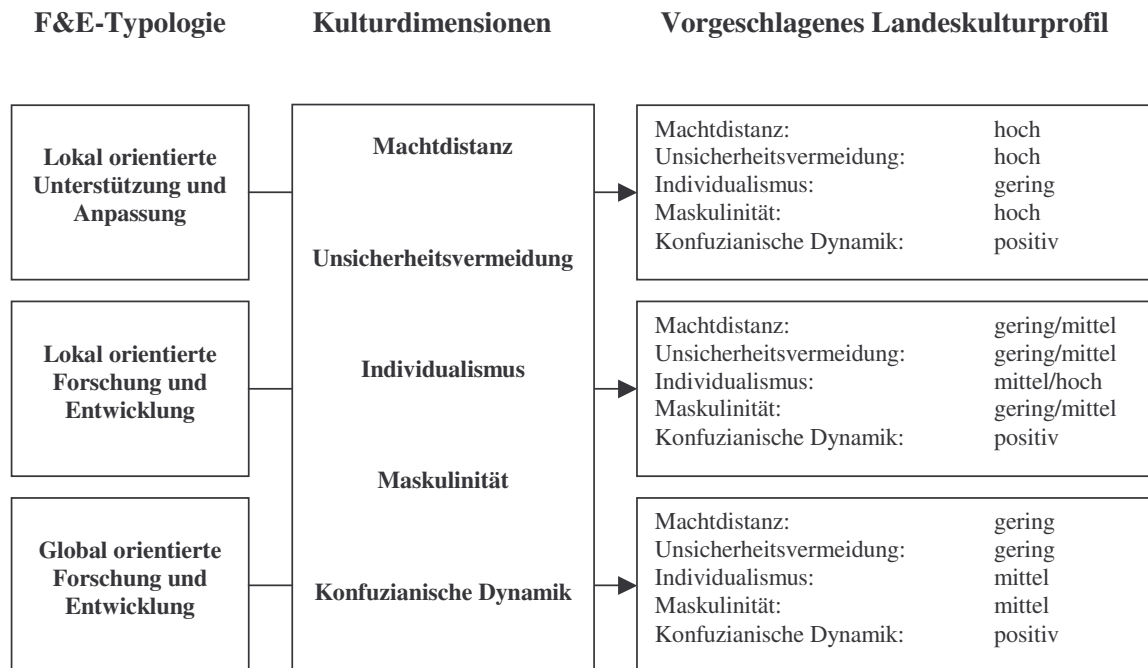 F&E-Typologie
Kulturdimensionen
Vorgeschlagenes Landeskulturprofil
Lokal orientierte
Unterstützung und
Anpassung
Lokal orientierte
Forschung und
Entwicklung
Global orientierte
Forschung und
Entwicklung
Machtdistanz
Unsicherheitsvermeidung
Individualismus
Maskulinität
Konfuzianische Dynamik
Machtdistanz: hoch
Unsicherheitsvermeidung: hoch
Individualismus: gering
Maskulinität: hoch
Konfuzianische Dynamik: positiv
Machtdistanz: gering/mittel
Unsicherheitsvermeidung: gering/mittel
Individualismus: mittel/hoch
Maskulinität: gering/mittel
Konfuzianische Dynamik: positiv
Machtdistanz: gering
Unsicherheitsvermeidung: gering
Individualismus: mittel
Maskulinität: mittel
Konfuzianische Dynamik: positiv